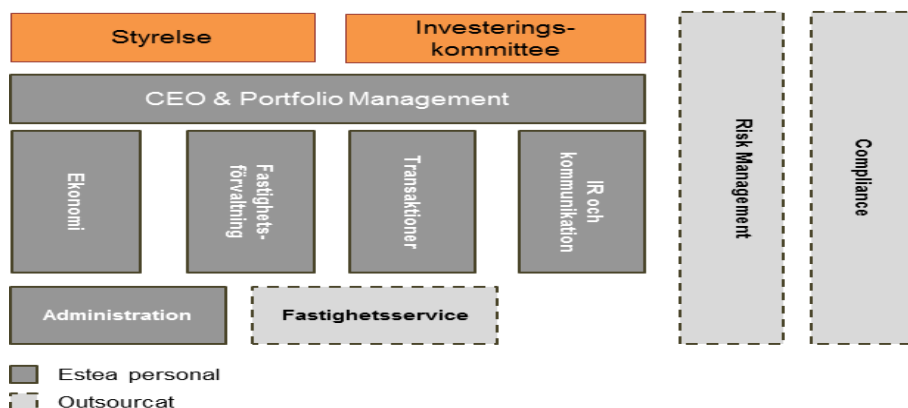 Styrelse
Investerings-
kommittee
CEO & Portfolio Management
Ekonomi
Fastighets-
förvaltning
Transaktioner
IR och
kommunikation
Risk Management
Compliance
Administration
Fastighetsservice
Estea personal
Outsourcat